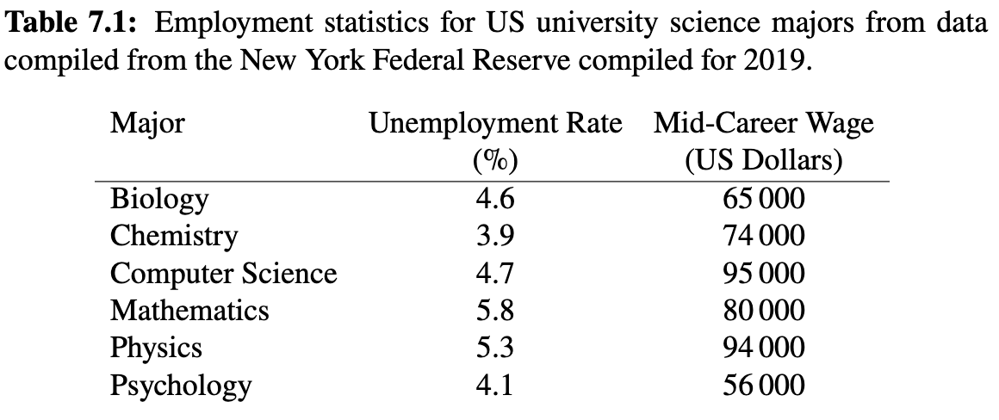 Table 7.1: Employment statistics for US university science majors from data
compiled from the New York Federal Reserve compiled for 2019.
Major Unemployment Rate Mid-Career Wage
(%) (US Dollars)
Biology 4.6 65 000
Chemistry 3.9 74 000
Computer Science 4.7 95 000
Mathematics 5.8 80 000
Physics 5.3 94 000
Psychology 4.1 56 000